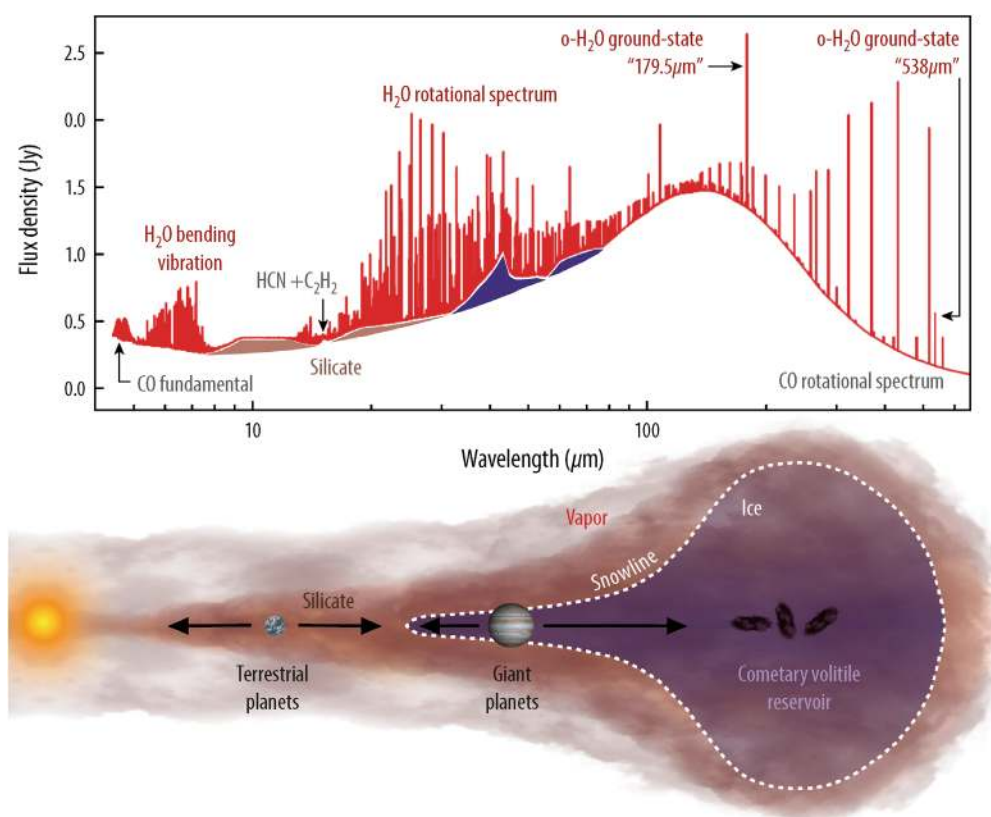 o-H₂O ground-state
"179.5μm"
o-H₂O ground-state
"538μm"
H₂O rotational spectrum
H₂O bending
vibration
HCN + C₂H₂
CO fundamental
Silicate
CO rotational spectrum
Flux density (Jy)
2.5
0.0
1.5
1.0
0.5
0.0
10
100
Wavelength (μm)
Vapor
Ice
Snowline
Silicate
Terrestrial
planets
Giant
planets
Cometary volitile
reservoir